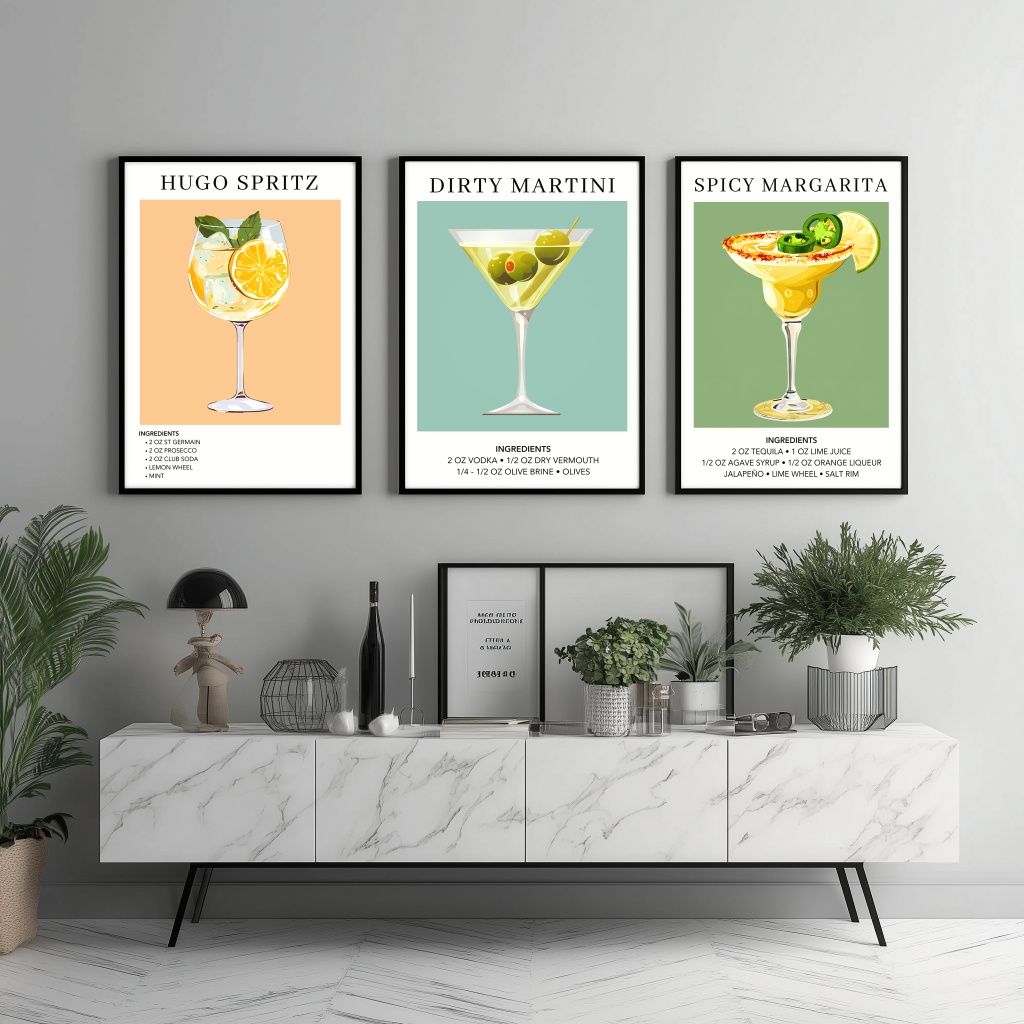 HUGO SPRITZ
INGREDIENTS
• 2 OZ ST GERMAIN
• 2 OZ PROSECCO
• 2 OZ CLUB SODA
• LEMON WHEEL
• MINT
DIRTY MARTINI
INGREDIENTS
2 OZ VODKA • 1/2 OZ DRY VERMOUTH
1/4 - 1/2 OZ OLIVE BRINE • OLIVES
SPICY MARGARITA
INGREDIENTS
2 OZ TEQUILA • 1 OZ LIME JUICE
1/2 OZ AGAVE SYRUP • 1/2 OZ ORANGE LIQUEUR
JALAPEÑO • LIME WHEEL • SALT RIM